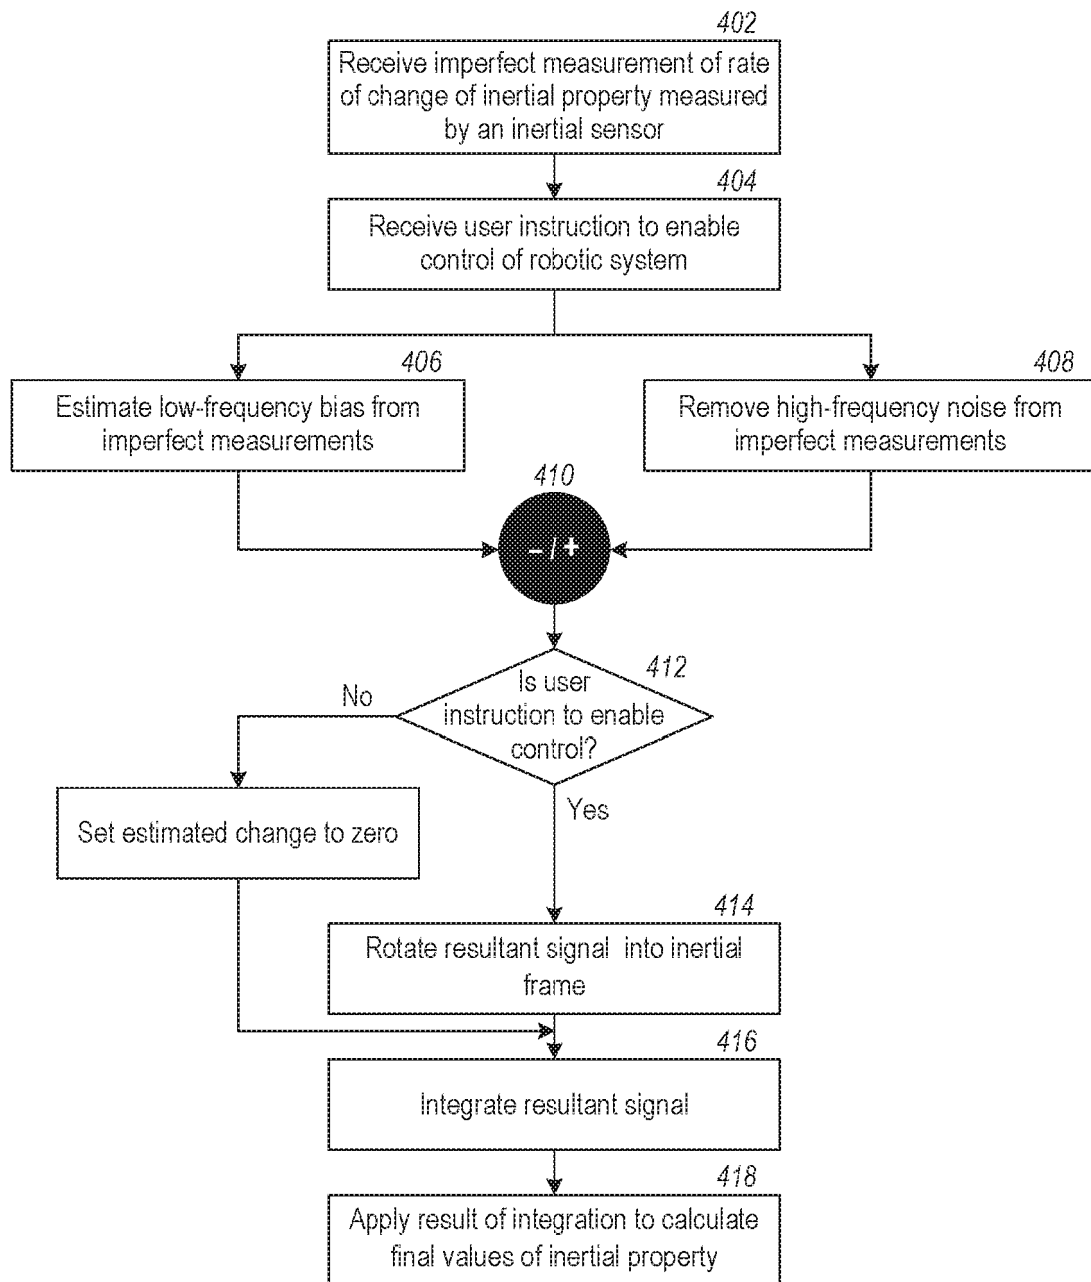 402
Receive imperfect measurement of rate
of change of inertial property measured
by an inertial sensor
404
Receive user instruction to enable
control of robotic system
406
Estimate low-frequency bias from
imperfect measurements
408
Remove high-frequency noise from
imperfect measurements
410
- / +
412
Is user
instruction to enable
control?
No
Yes
Set estimated change to zero
414
Rotate resultant signal into inertial
frame
416
Integrate resultant signal
418
Apply result of integration to calculate
final values of inertial property